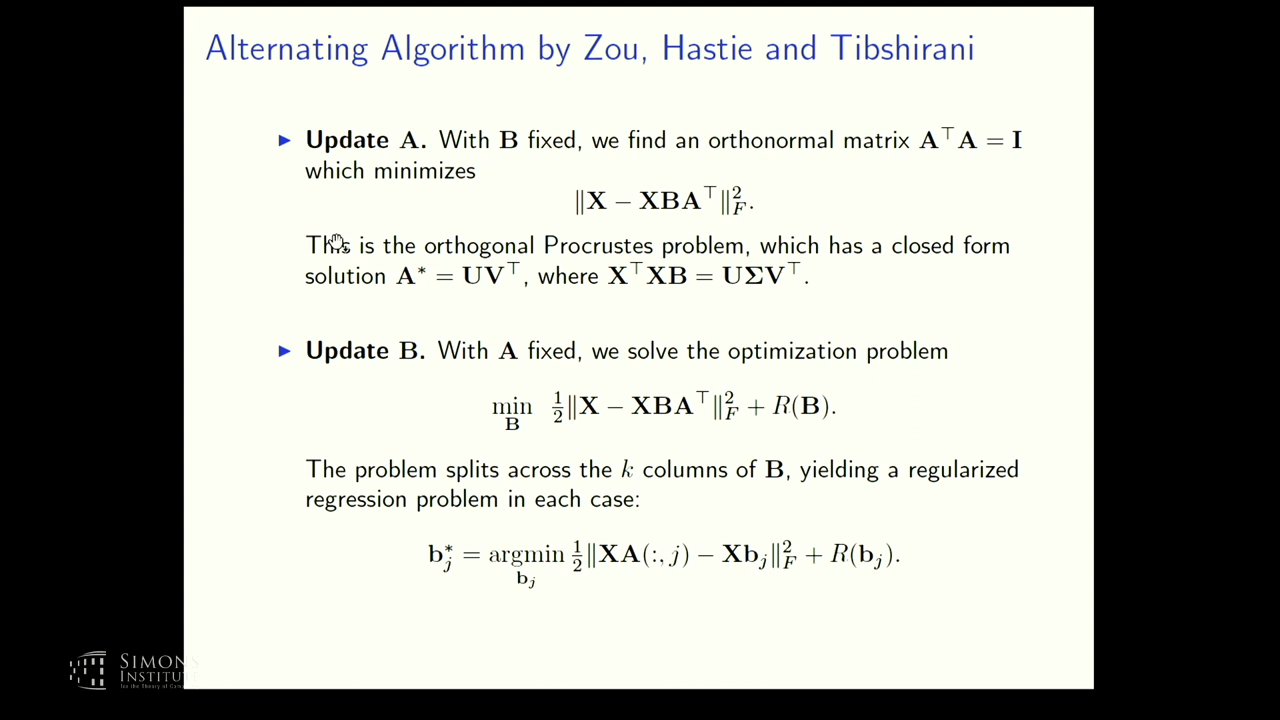 Alternating Algorithm by Zou, Hastie and Tibshirani
▶ Update A. With B fixed, we find an orthonormal matrix A⊤A = I
which minimizes
‖X − XBA⊤‖²_F.
This is the orthogonal Procrustes problem, which has a closed form
solution A* = UV⊤, where X⊤XB = UΣV⊤.
▶ Update B. With A fixed, we solve the optimization problem
min_B ½‖X − XBA⊤‖²_F + R(B).
The problem splits across the k columns of B, yielding a regularized
regression problem in each case:
b*_j = argmin_{b_j} ½‖XA(:, j) − Xb_j‖²_F + R(b_j).
SIMONS
INSTITUTE